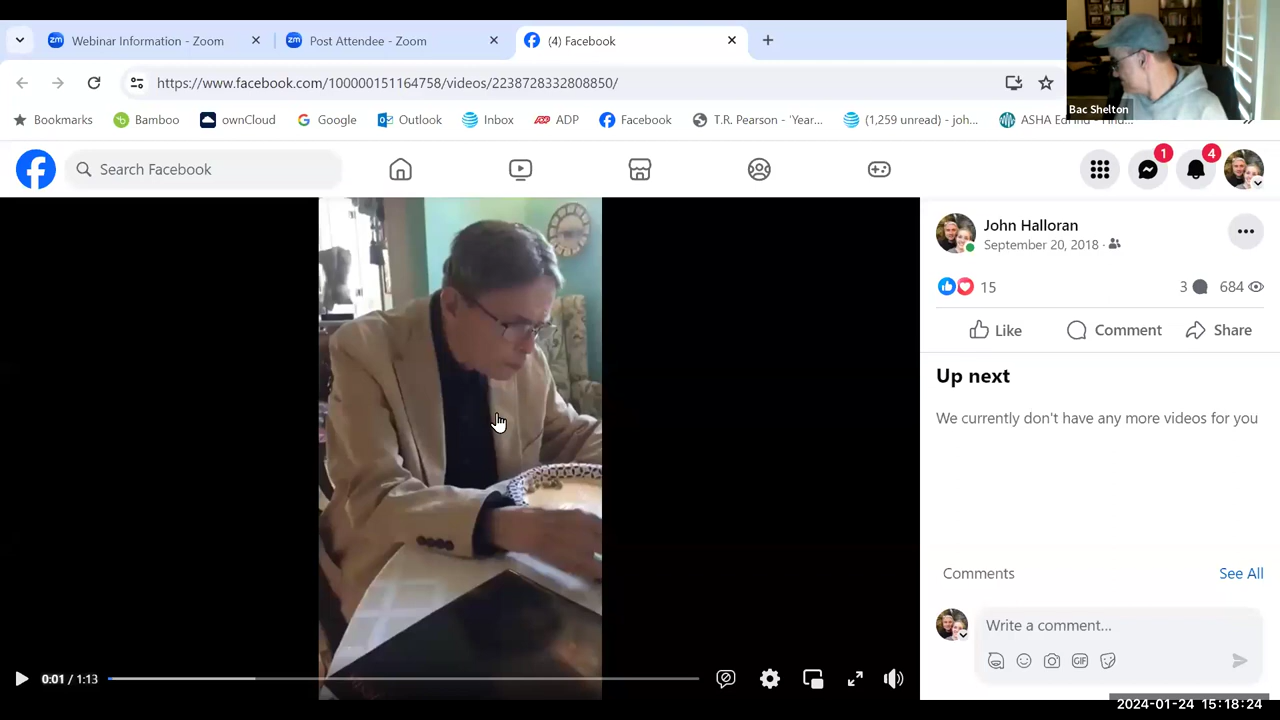 Webinar Information - Zoom
Post Attendee - Zoom
(4) Facebook
https://www.facebook.com/100000151164758/videos/2238728332808850/
Bac Shelton
Bookmarks Bamboo ownCloud Google Outlook Inbox ADP Facebook T.R. Pearson - 'Year... (1,259 unread) - joh...
Search Facebook
1
4
John Halloran
September 20, 2018 ·
15
3
684
Like
Comment
Share
Up next
We currently don't have any more videos for you
Comments
See All
Write a comment...
GIF
0:01 / 1:13
2024-01-24 15:18:24